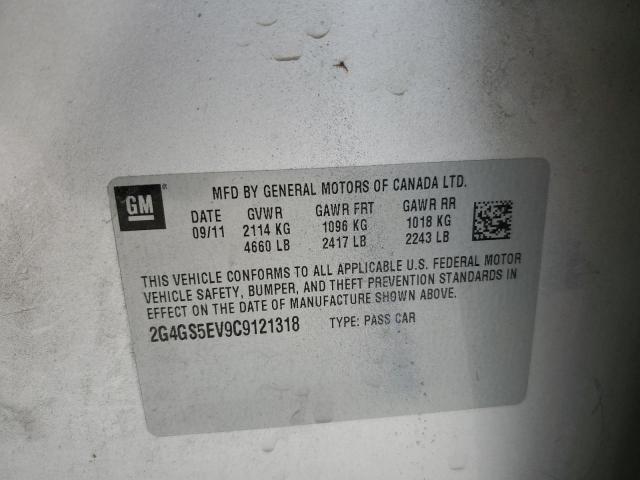 GM
MFD BY GENERAL MOTORS OF CANADA LTD.
DATE GVWR GAWR FRT GAWR RR
09/11 2114 KG 1096 KG 1018 KG
4660 LB 2417 LB 2243 LB
THIS VEHICLE CONFORMS TO ALL APPLICABLE U.S. FEDERAL MOTOR
VEHICLE SAFETY, BUMPER, AND THEFT PREVENTION STANDARDS IN
EFFECT ON THE DATE OF MANUFACTURE SHOWN ABOVE.
2G4GS5EV9C9121318 TYPE: PASS CAR